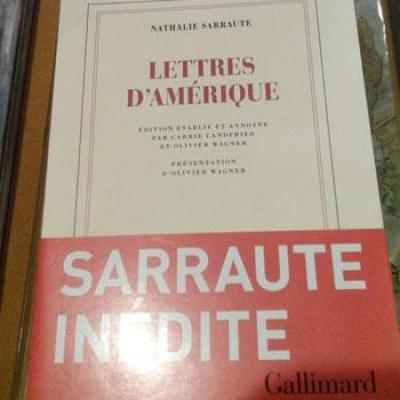 NATHALIE SARRAUTE
LETTRES
D'AMÉRIQUE
ÉDITION ÉTABLIE ET ANNOTÉE
PAR CARRIE LANDFRIED
ET OLIVIER WAGNER
PRÉSENTATION
D'OLIVIER WAGNER
SARRAUTE
INÉDITE
Gallimard